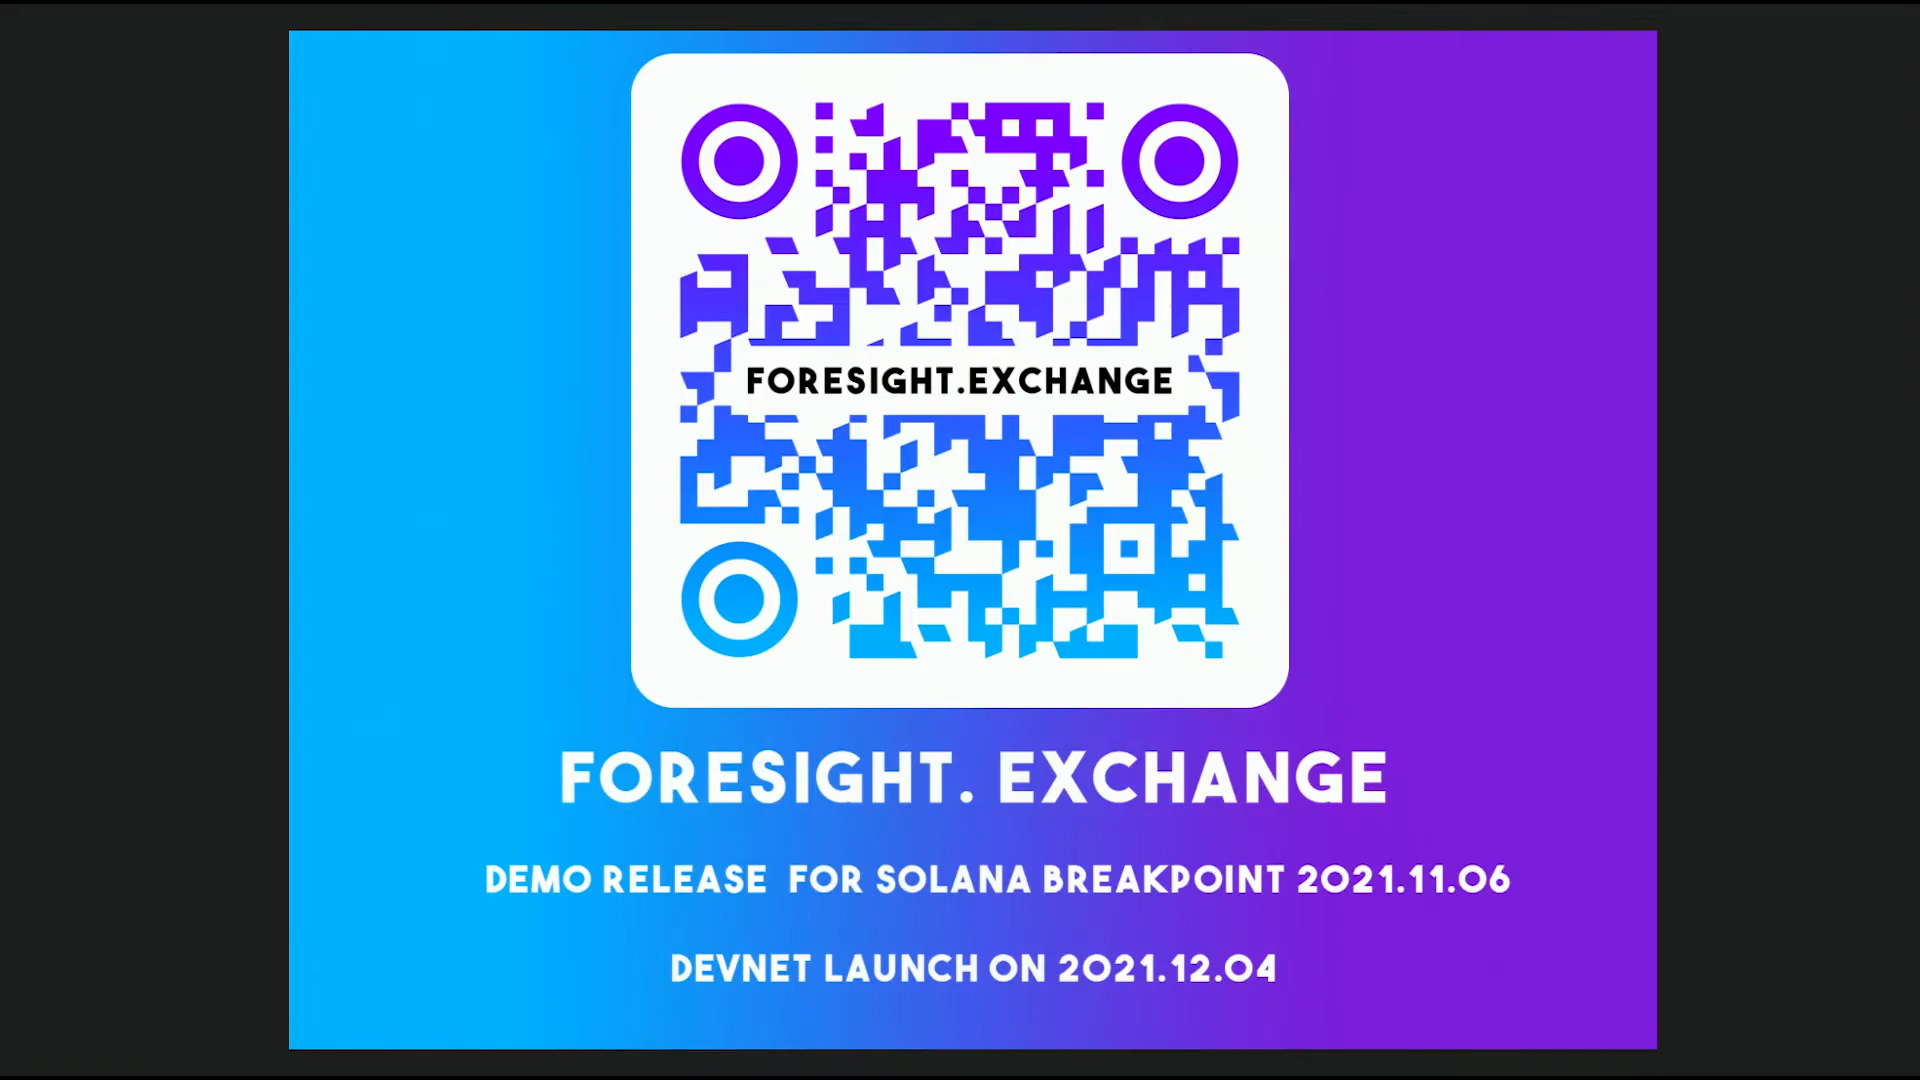 FORESIGHT.EXCHANGE
FORESIGHT. EXCHANGE
DEMO RELEASE FOR SOLANA BREAKPOINT 2021.11.06
DEVNET LAUNCH ON 2021.12.04